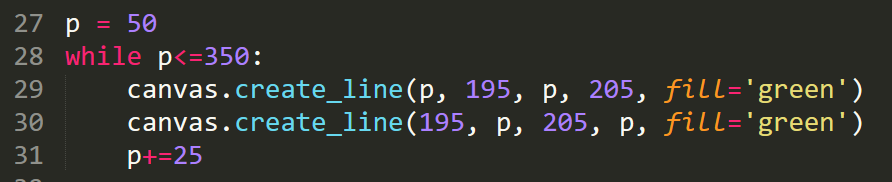 27 p = 50
28 while p<=350:
29     canvas.create_line(p, 195, p, 205, fill='green')
30     canvas.create_line(195, p, 205, p, fill='green')
31     p+=25